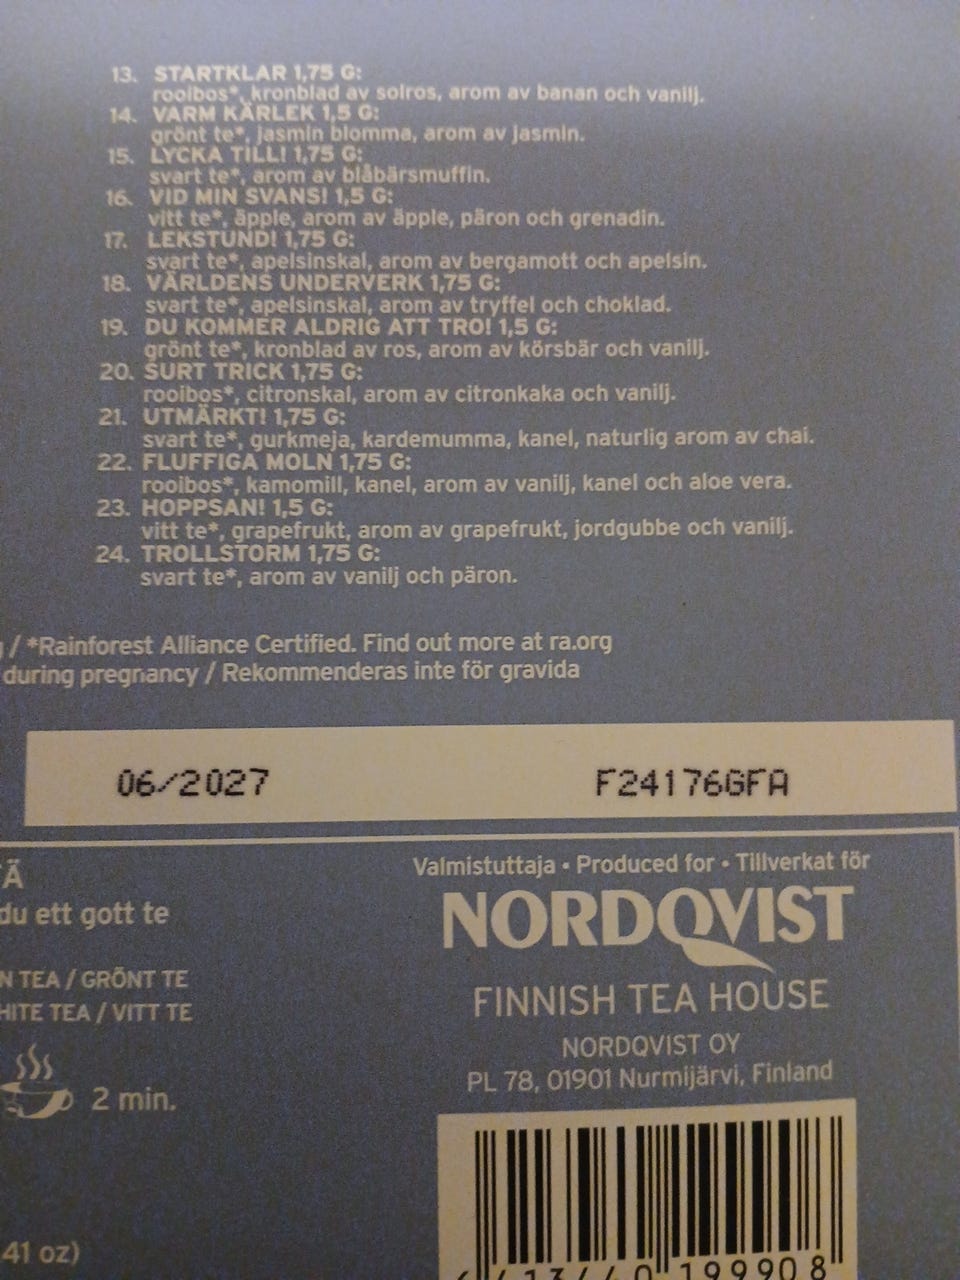 13. STARTKLAR 1,75 G:
rooibos*, kronblad av solros, arom av banan och vanilj.
14. VARM KÄRLEK 1,5 G:
grönt te*, jasmin blomma, arom av jasmin.
15. LYCKA TILL! 1,75 G:
svart te*, arom av blåbärsmuffin.
16. VID MIN SVANS! 1,5 G:
vitt te*, äpple, arom av äpple, päron och grenadin.
17. LEKSTUND! 1,75 G:
svart te*, apelsinskal, arom av bergamott och apelsin.
18. VÄRLDENS UNDERVERK 1,75 G:
svart te*, apelsinskal, arom av tryffel och choklad.
19. DU KOMMER ALDRIG ATT TRO! 1,5 G:
grönt te*, kronblad av ros, arom av körsbär och vanilj.
20. SURT TRICK 1,75 G:
rooibos*, citronskal, arom av citronkaka och vanilj.
21. UTMÄRKT! 1,75 G:
svart te*, gurkmeja, kardemumma, kanel, naturlig arom av chai.
22. FLUFFIGA MOLN 1,75 G:
rooibos*, kamomill, kanel, arom av vanilj, kanel och aloe vera.
23. HOPPSAN! 1,5 G:
vitt te*, grapefrukt, arom av grapefrukt, jordgubbe och vanilj.
24. TROLLSTORM 1,75 G:
svart te*, arom av vanilj och päron.
/ *Rainforest Alliance Certified. Find out more at ra.org
during pregnancy / Rekommenderas inte för gravida
06/2027 F24176GFA
Ä
du ett gott te
N TEA / GRÖNT TE
HITE TEA / VITT TE
2 min.
41 oz)
Valmistuttaja • Produced for • Tillverkat för
NORDQVIST
FINNISH TEA HOUSE
NORDQVIST OY
PL 78, 01901 Nurmijärvi, Finland
6 413440 199908